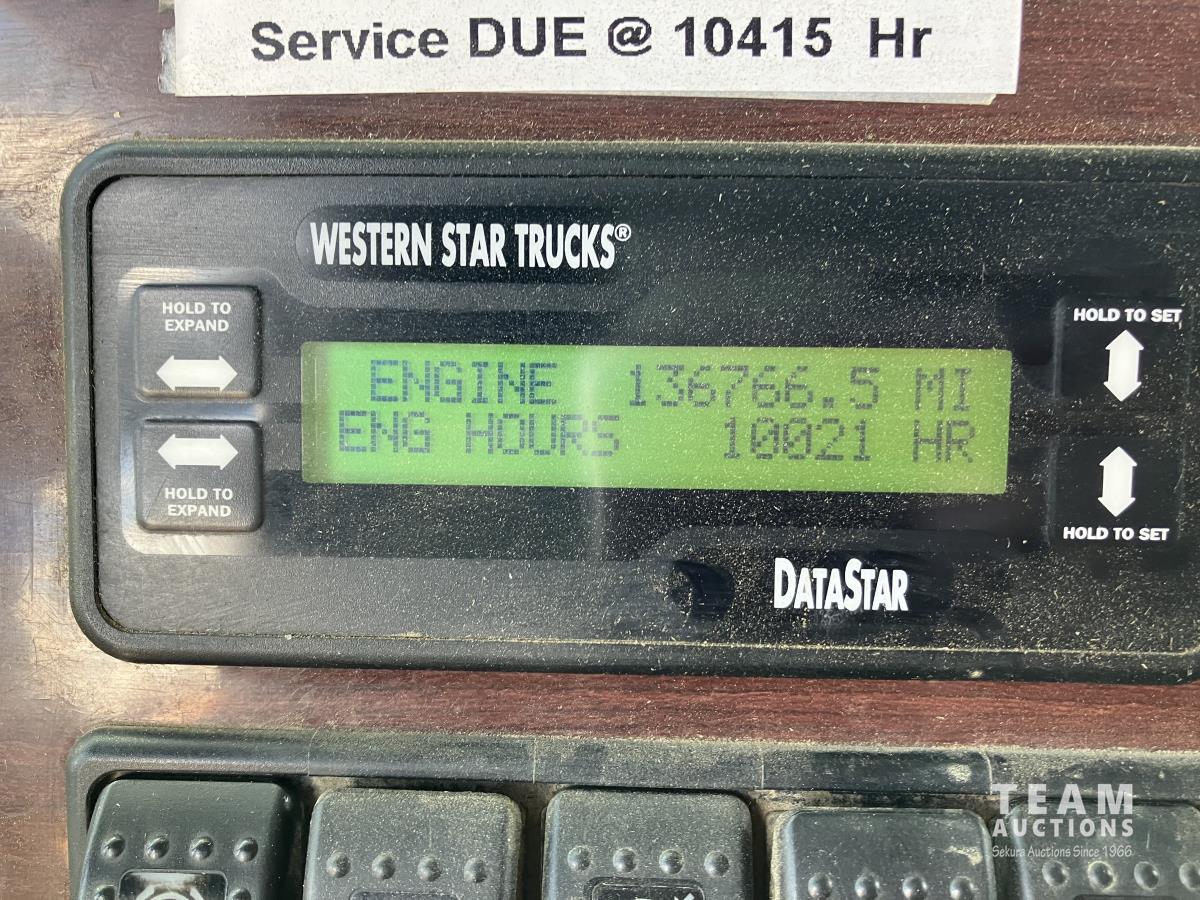 Service DUE @ 10415 Hr
WESTERN STAR TRUCKS®
HOLD TO
EXPAND
HOLD TO SET
ENGINE 136766.5 MI
ENG HOURS 10021 HR
HOLD TO
EXPAND
HOLD TO SET
DATASTAR
TEAM
AUCTIONS
Sekura Auctions Since 1966